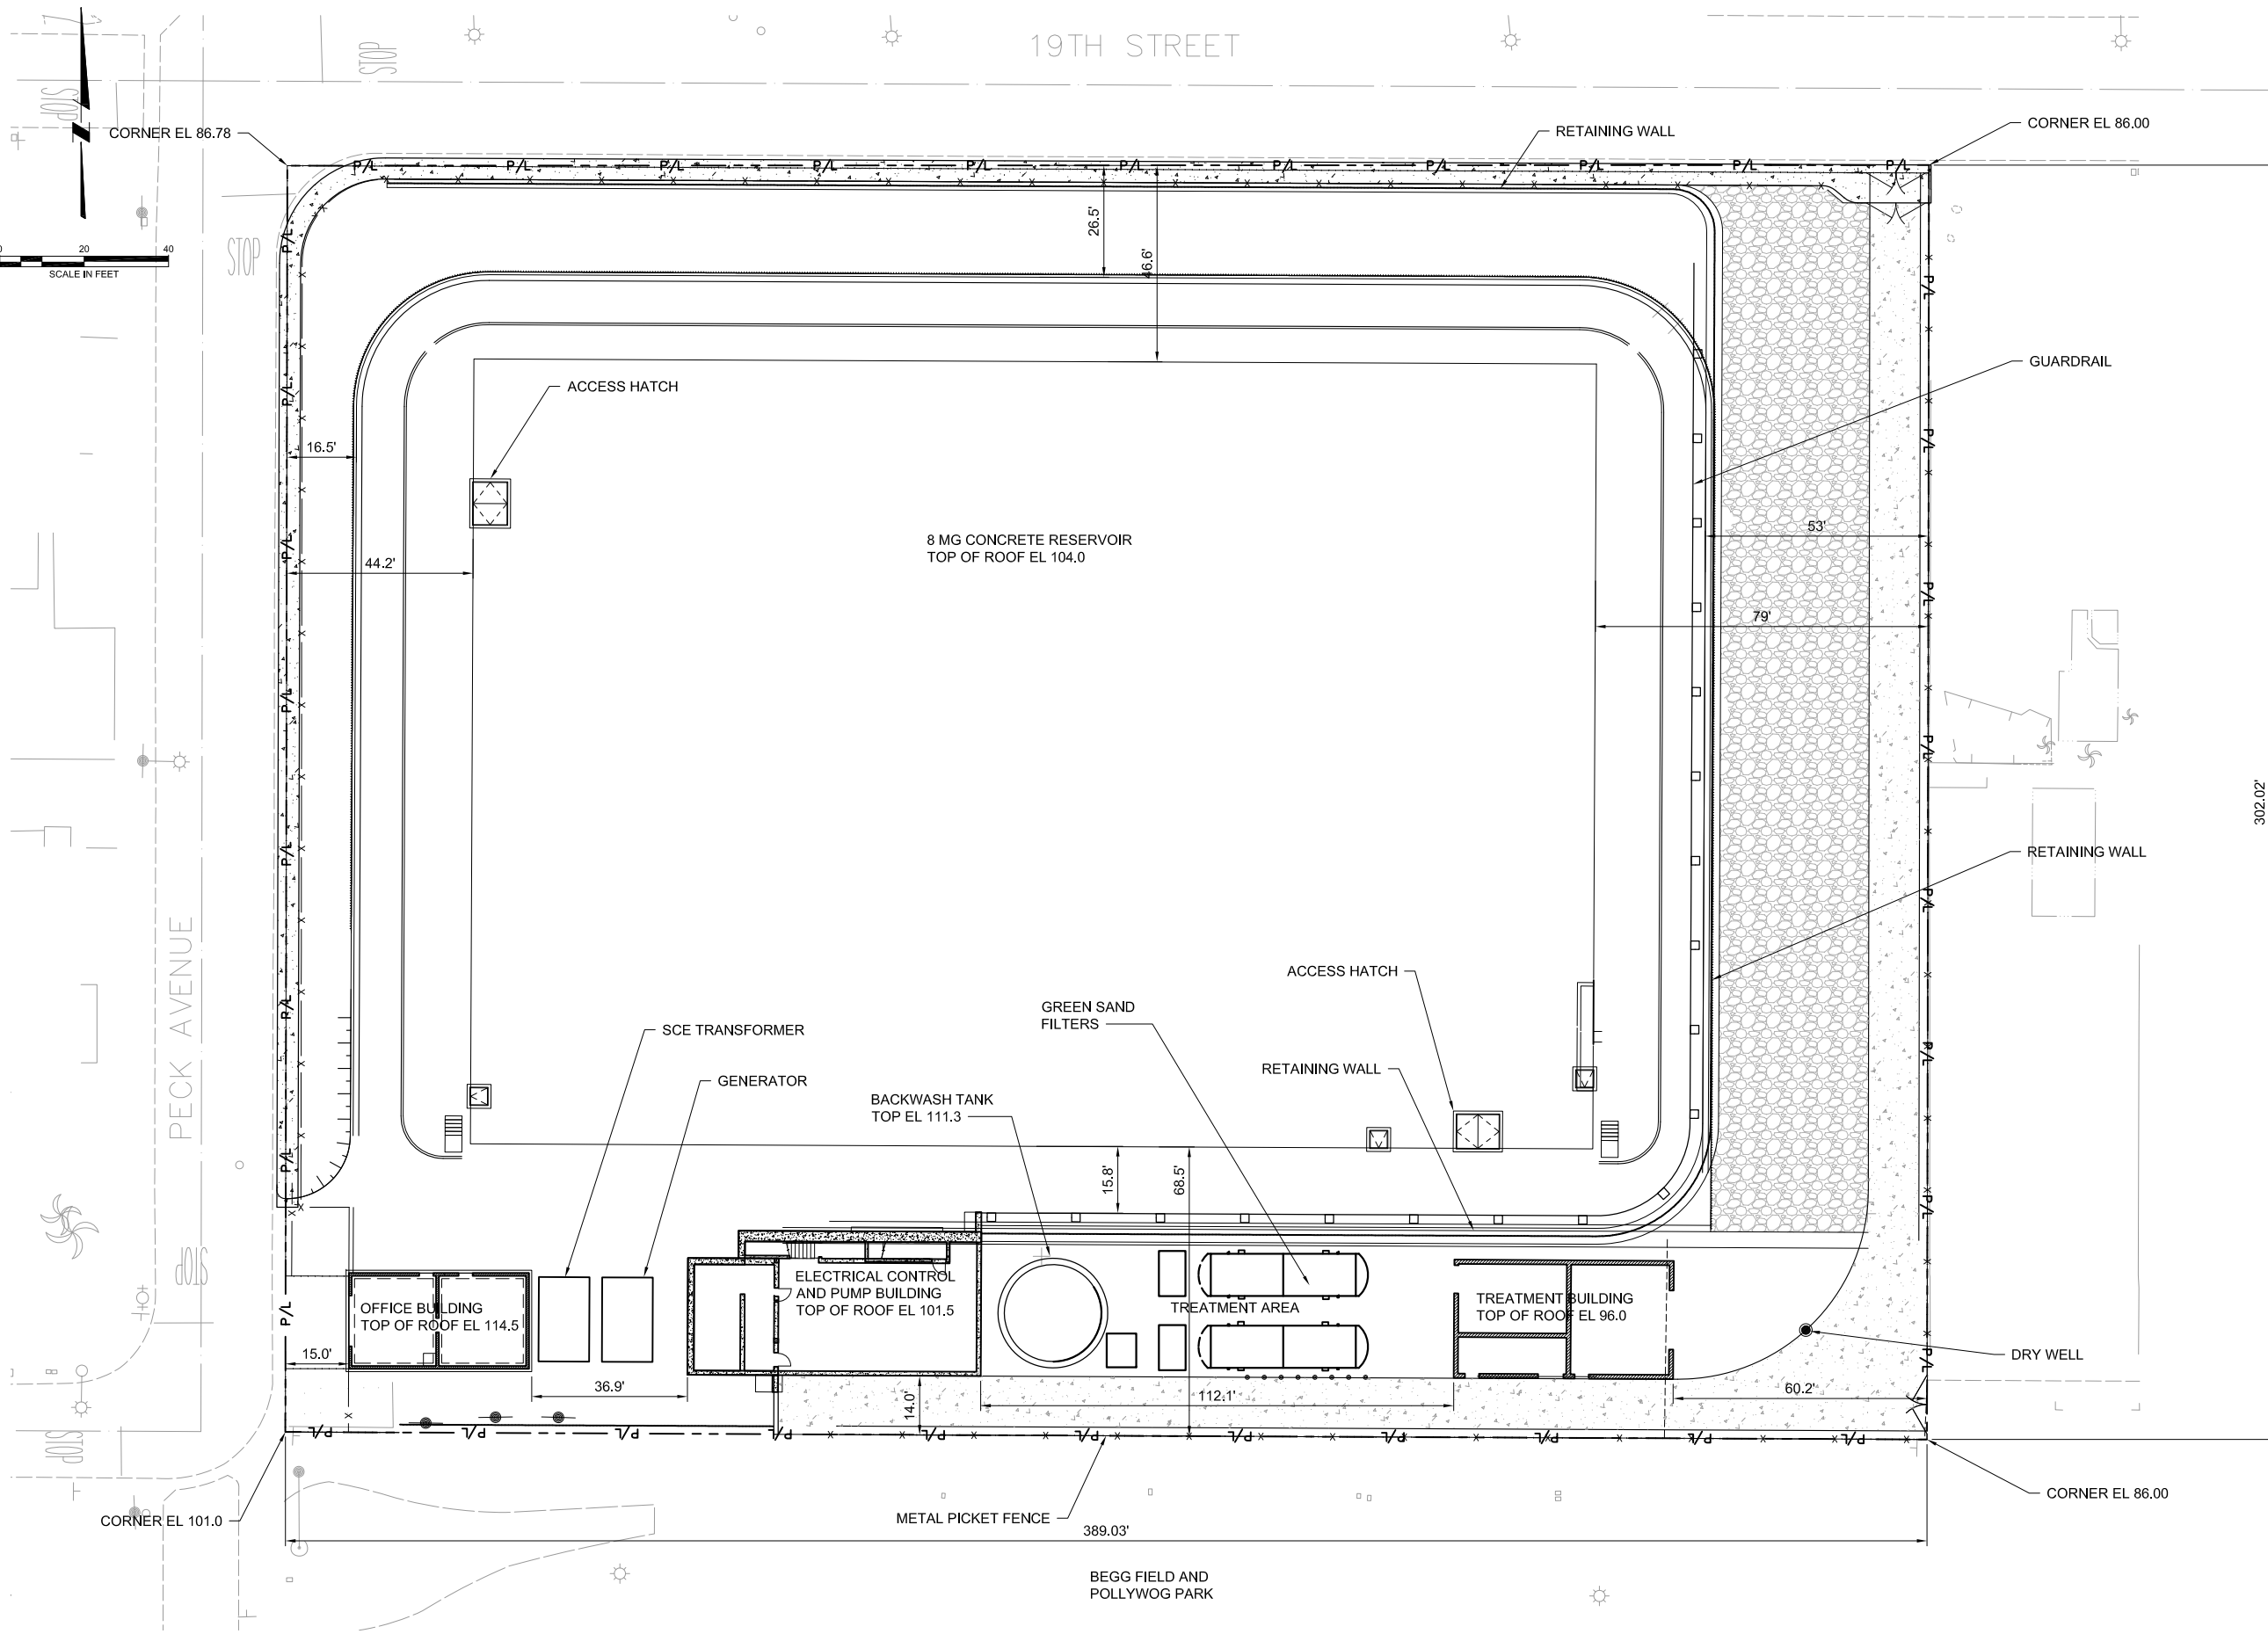 19TH STREET
STOP
STOP
CORNER EL 86.78
RETAINING WALL
CORNER EL 86.00
P/L P/L P/L P/L P/L P/L P/L P/L P/L P/L P/L
STOP
0 20 40
SCALE IN FEET
26.5'
46.6'
GUARDRAIL
ACCESS HATCH
16.5'
53'
8 MG CONCRETE RESERVOIR
TOP OF ROOF EL 104.0
44.2'
79'
302.02'
RETAINING WALL
PECK AVENUE
P/L P/L P/L P/L P/L P/L P/L P/L
P/L P/L P/L P/L P/L P/L P/L P/L
ACCESS HATCH
GREEN SAND
FILTERS
SCE TRANSFORMER
RETAINING WALL
GENERATOR
BACKWASH TANK
TOP EL 111.3
15.8'
68.5'
STOP
ELECTRICAL CONTROL
AND PUMP BUILDING
TOP OF ROOF EL 101.5
OFFICE BUILDING
TOP OF ROOF EL 114.5
TREATMENT AREA
TREATMENT BUILDING
TOP OF ROOF EL 96.0
DRY WELL
15.0'
36.9'
14.0'
112.1'
60.2'
P/L P/L P/L P/L P/L P/L P/L P/L P/L P/L P/L
STOP
CORNER EL 101.0
METAL PICKET FENCE
CORNER EL 86.00
389.03'
BEGG FIELD AND
POLLYWOG PARK